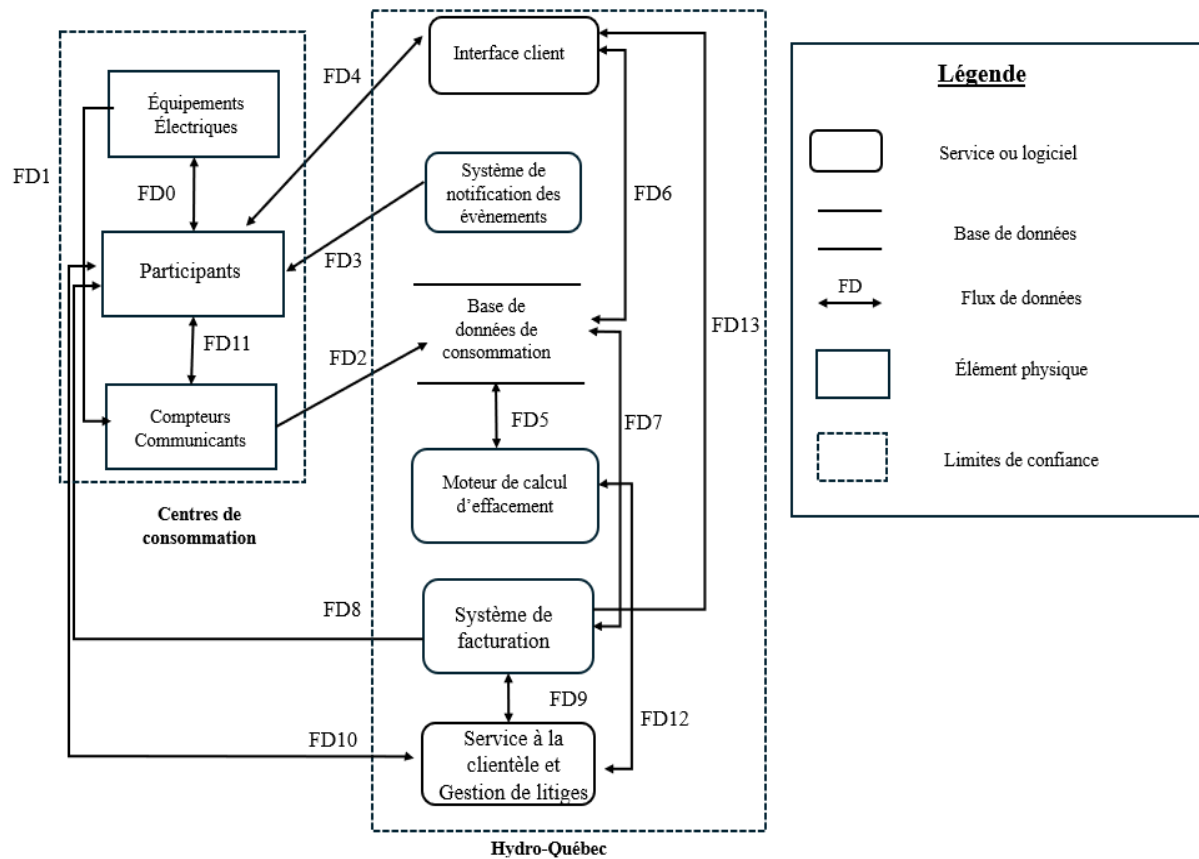 Interface client
FD4
Équipements
Électriques
FD1
FD0
Système de
notification des
évènements
FD6
FD3
Participants
Base de
données de
consommation
FD13
FD11
FD2
Compteurs
Communicants
FD5
FD7
Moteur de calcul
d'effacement
Centres de
consommation
FD8
Système de
facturation
FD9
FD12
FD10
Service à la
clientèle et
Gestion de litiges
Hydro-Québec
Légende
Service ou logiciel
Base de données
FD
Flux de données
Élément physique
Limites de confiance